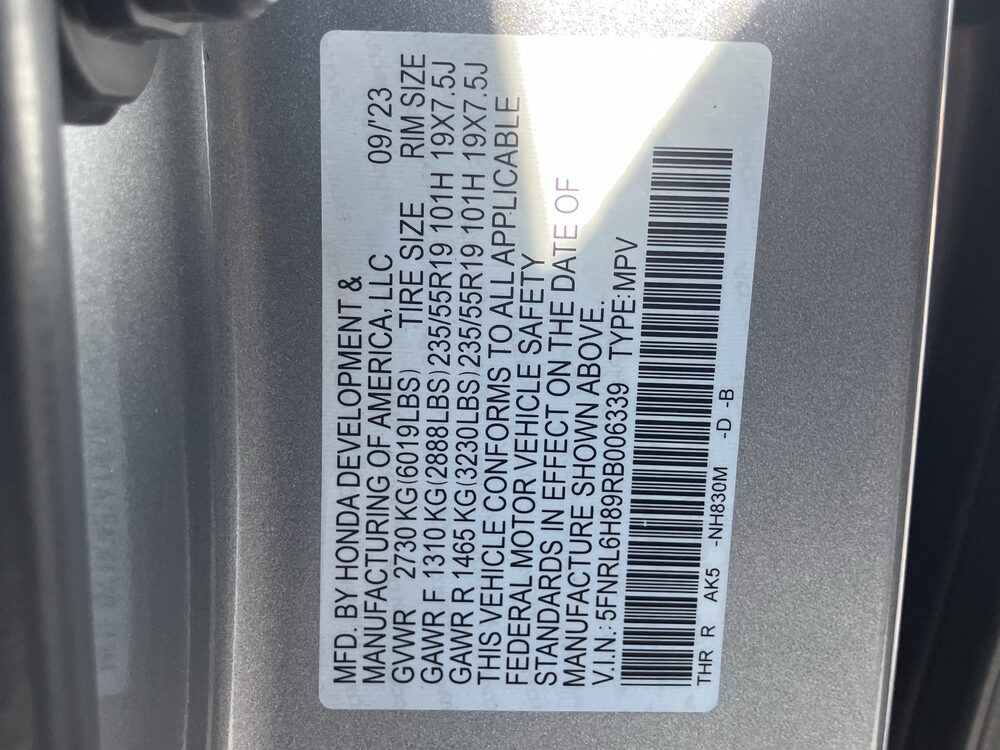 MFD. BY HONDA DEVELOPMENT &
MANUFACTURING OF AMERICA, LLC 09/'23
GVWR 2730 KG(6019LBS) TIRE SIZE RIM SIZE
GAWR F 1310 KG(2888LBS)235/55R19 101H 19X7.5J
GAWR R 1465 KG(3230LBS)235/55R19 101H 19X7.5J
THIS VEHICLE CONFORMS TO ALL APPLICABLE
FEDERAL MOTOR VEHICLE SAFETY
STANDARDS IN EFFECT ON THE DATE OF
MANUFACTURE SHOWN ABOVE.
V.I.N.:5FNRL6H89RB006339 TYPE:MPV
THR R AK5 -NH830M -D -B